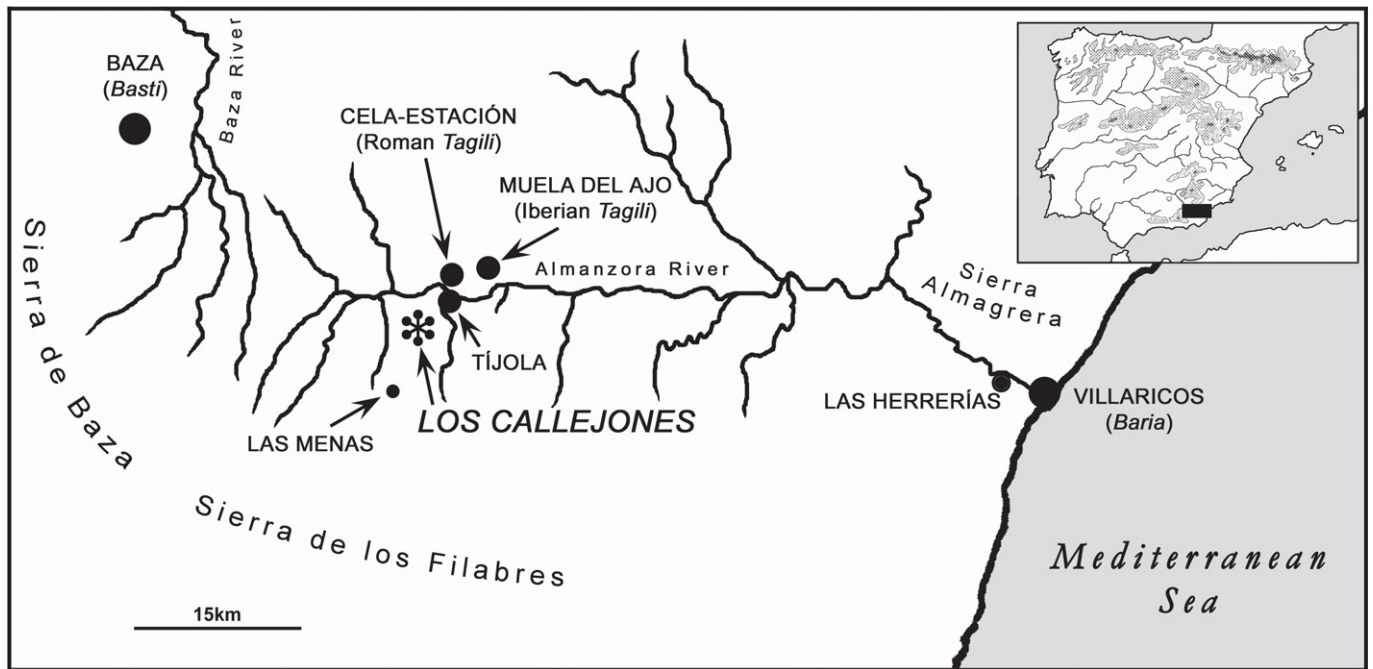 BAZA
(Basti)
Baza River
CELA-ESTACIÓN
(Roman Tagili)
MUELA DEL AJO
(Iberian Tagili)
Almanzora River
Sierra
Almagrera
Sierra de Baza
TÍJOLA
LAS HERRERÍAS
VILLARICOS
(Baria)
LOS CALLEJONES
LAS MENAS
Sierra de los Filabres
Mediterranean
Sea
15km